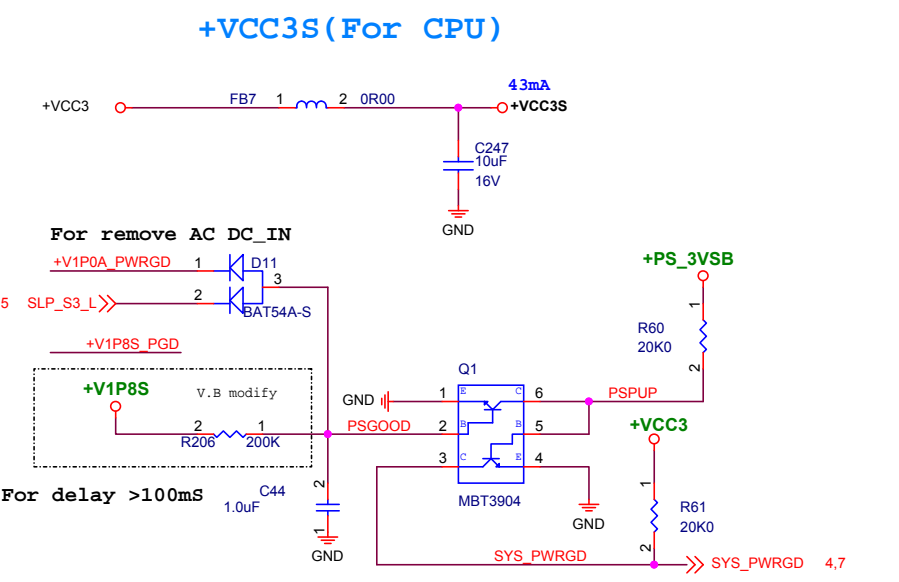 +VCC3S(For CPU)
43mA
+VCC3 FB7 1 2 0R00 +VCC3S
C247
10uF
16V
GND
For remove AC DC_IN
+V1P0A_PWRGD 1 D11
3
5 SLP_S3_L 2
BAT54A-S
+V1P8S_PGD
+V1P8S V.B modify
2 1
R206 200K
For delay >100mS
C44
1.0uF
2
1
GND
+PS_3VSB
1
R60
20K0
2
Q1
GND 1 E C 6 PSPUP
PSGOOD 2 B B 5
3 C E 4
MBT3904
GND
+VCC3
1
R61
20K0
2
SYS_PWRGD SYS_PWRGD 4,7